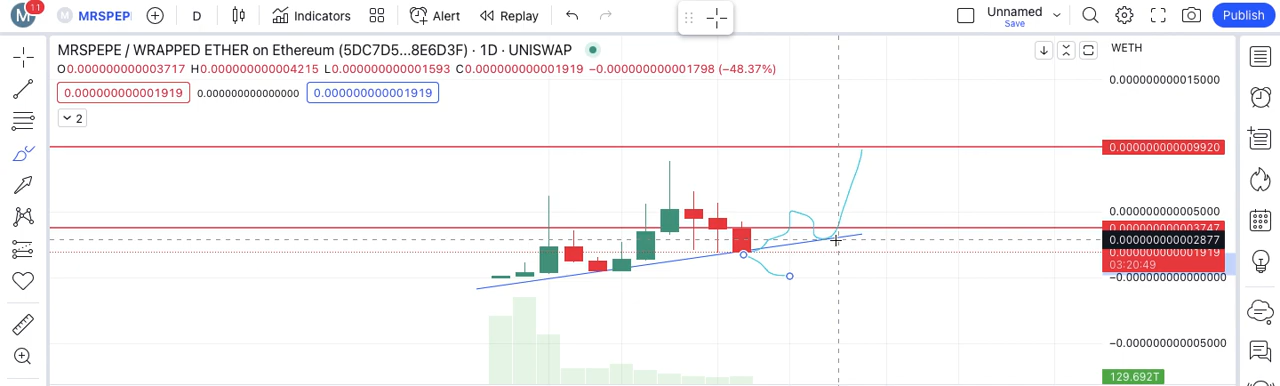 M 11 M MRSPEP D Indicators Alert Replay Unnamed Publish
Save
MRSPEPE / WRAPPED ETHER on Ethereum (5DC7D5...8E6D3F) · 1D · UNISWAP
WETH
O0.000000000003717 H0.000000000004215 L0.000000000001593 C0.000000000001919 −0.000000000001798 (−48.37%)
0.000000000001919 0.000000000000000 0.000000000001919
2
0.000000000015000
0.000000000009920
0.000000000005000
0.000000000003747
0.000000000002877
0.000000000001919
03:20:49
−0.000000000000000
−0.000000000005000
129.692T